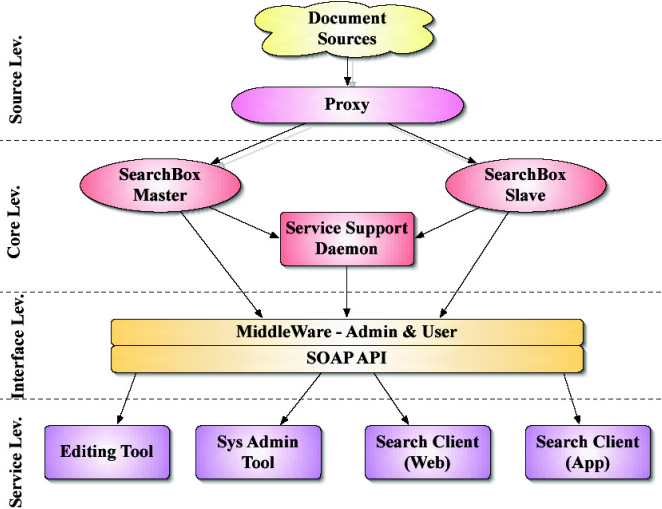 Document
Sources
Source Lev.
Proxy
SearchBox
Master
SearchBox
Slave
Core Lev.
Service Support
Daemon
Interface Lev.
MiddleWare - Admin & User
SOAP API
Service Lev.
Editing Tool
Sys Admin
Tool
Search Client
(Web)
Search Client
(App)